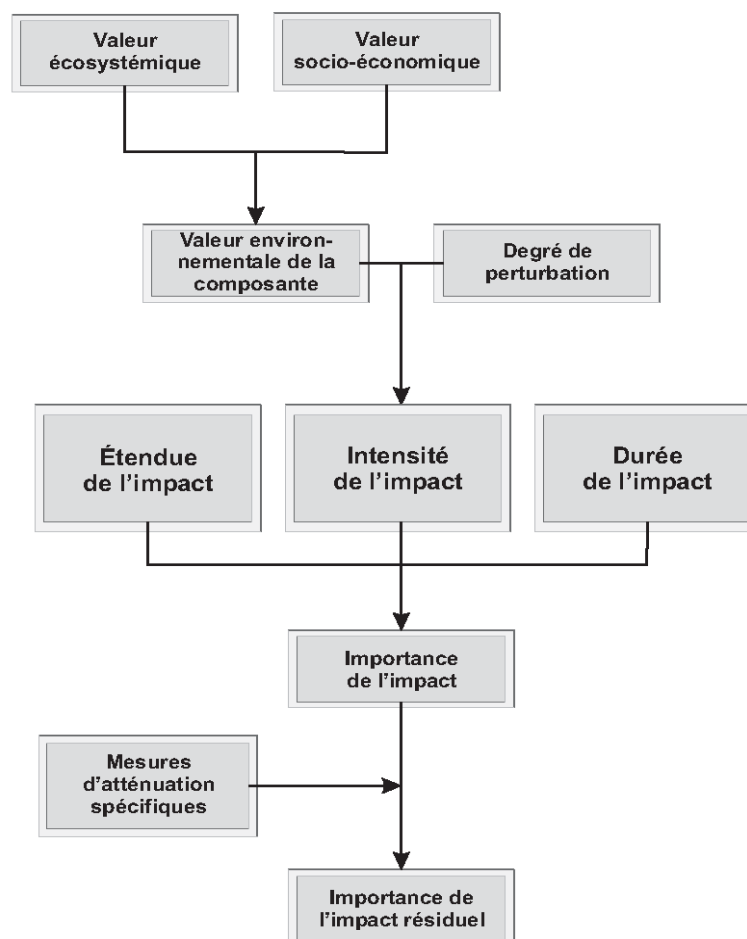 Valeur
écosystémique
Valeur
socio-économique
Valeur environ-
nementale de la
composante
Degré de
perturbation
Étendue
de l'impact
Intensité
de l'impact
Durée
de l'impact
Importance
de l'impact
Mesures
d'atténuation
spécifiques
Importance de
l'impact résiduel